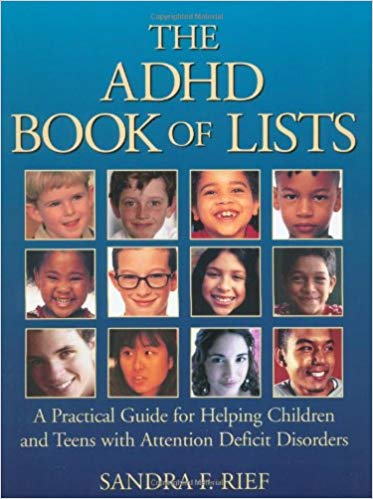 THE
ADHD
BOOK OF LISTS
A Practical Guide for Helping Children
and Teens with Attention Deficit Disorders
SANDRA F. RIEF